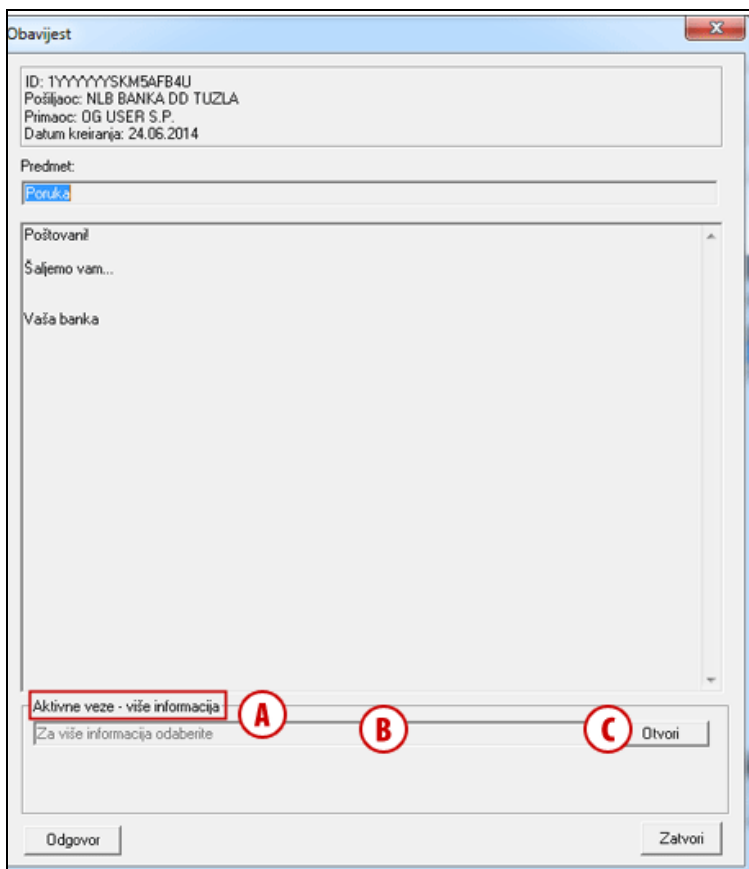 Obavijest
ID: 1YYYYYYSKM5AFB4U
Pošiljaoc: NLB BANKA DD TUZLA
Primaoc: OG USER S.P.
Datum kreiranja: 24.06.2014
Predmet:
Poruka
Poštovani!
Šaljemo vam...
Vaša banka
Aktivne veze - više informacija
A
Za više informacija odaberite
B
C
Otvori
Odgovor
Zatvori